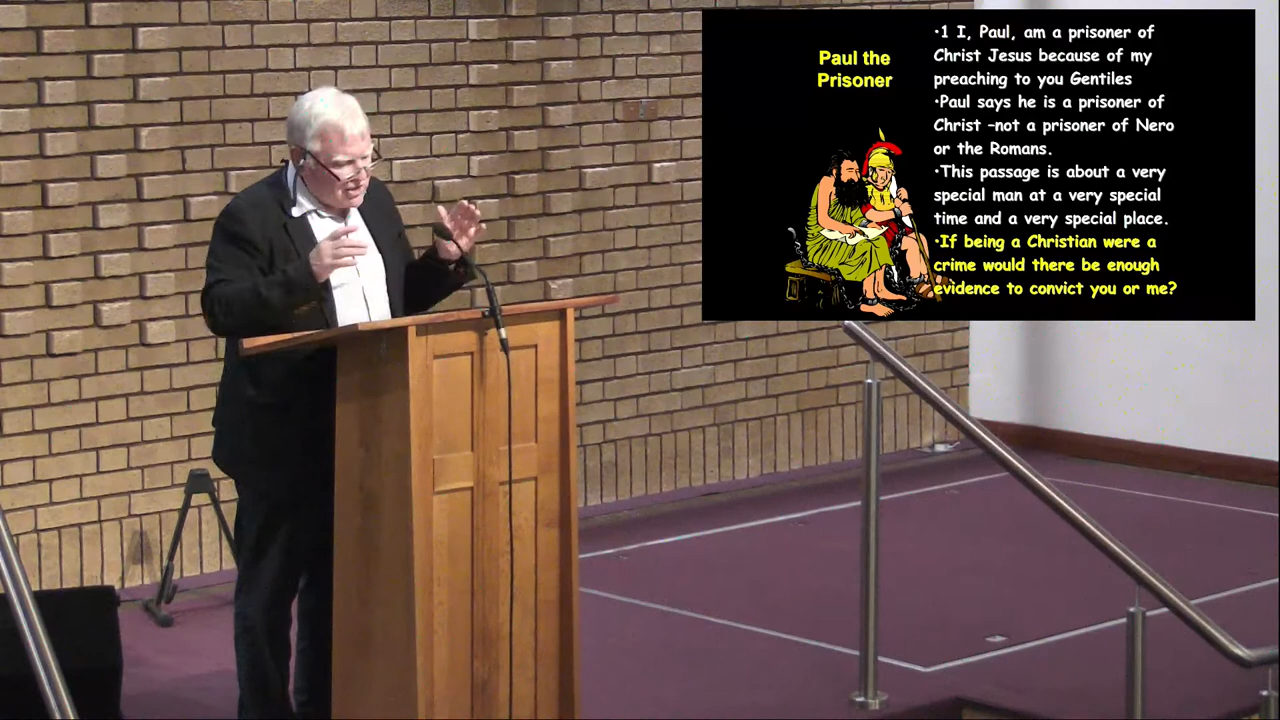 Paul the
Prisoner
•1 I, Paul, am a prisoner of
Christ Jesus because of my
preaching to you Gentiles
•Paul says he is a prisoner of
Christ –not a prisoner of Nero
or the Romans.
•This passage is about a very
special man at a very special
time and a very special place.
•If being a Christian were a
crime would there be enough
evidence to convict you or me?